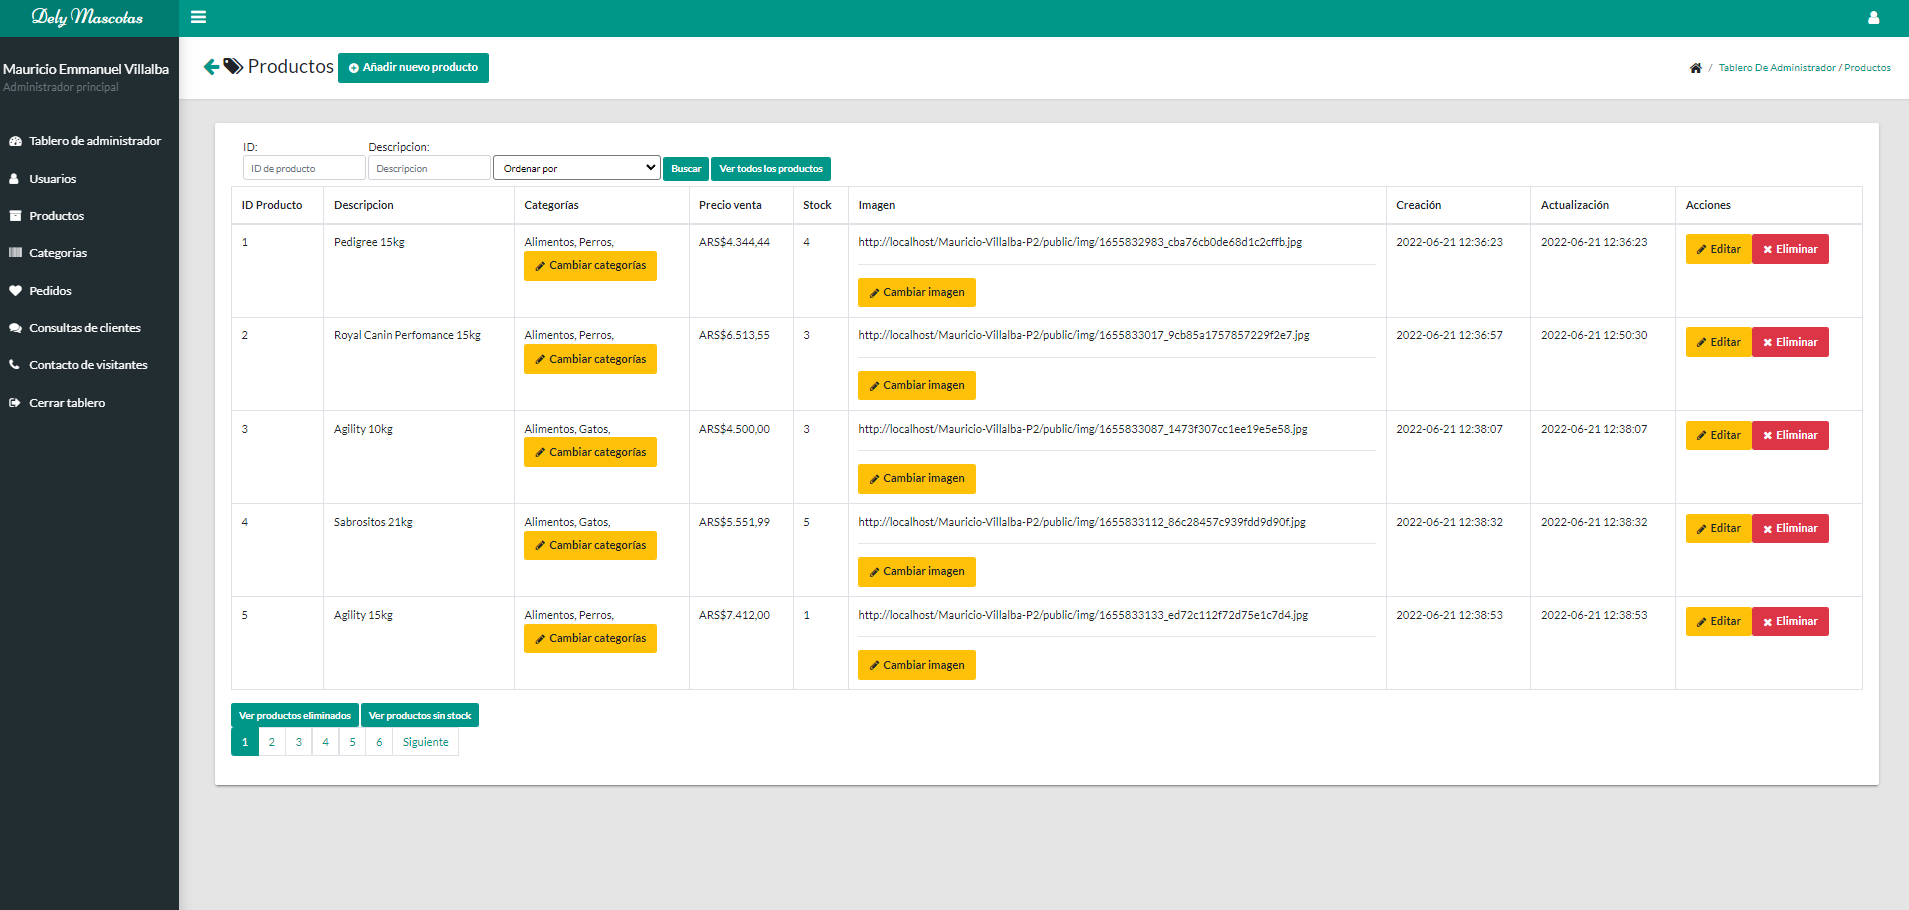 Dely Mascotas
Mauricio Emmanuel Villalba
Administrador principal
Tablero de administrador
Usuarios
Productos
Categorias
Pedidos
Consultas de clientes
Contacto de visitantes
Cerrar tablero
Productos Añadir nuevo producto
/ Tablero De Administrador / Productos
ID: Descripcion:
ID de producto Descripcion Ordenar por Buscar Ver todos los productos
ID Producto Descripcion Categorías Precio venta Stock Imagen Creación Actualización Acciones
1 Pedigree 15kg Alimentos, Perros, ARS$4.344,44 4 http://localhost/Mauricio-Villalba-P2/public/img/1655832983_cba76cb0de68d1c2cffb.jpg 2022-06-21 12:36:23 2022-06-21 12:36:23 Editar Eliminar
Cambiar categorías
Cambiar imagen
2 Royal Canin Perfomance 15kg Alimentos, Perros, ARS$6.513,55 3 http://localhost/Mauricio-Villalba-P2/public/img/1655833017_9cb85a1757857229f2e7.jpg 2022-06-21 12:36:57 2022-06-21 12:50:30 Editar Eliminar
Cambiar categorías
Cambiar imagen
3 Agility 10kg Alimentos, Gatos, ARS$4.500,00 3 http://localhost/Mauricio-Villalba-P2/public/img/1655833087_1473f307cc1ee19e5e58.jpg 2022-06-21 12:38:07 2022-06-21 12:38:07 Editar Eliminar
Cambiar categorías
Cambiar imagen
4 Sabrositos 21kg Alimentos, Gatos, ARS$5.551,99 5 http://localhost/Mauricio-Villalba-P2/public/img/1655833112_86c28457c939fdd9d90f.jpg 2022-06-21 12:38:32 2022-06-21 12:38:32 Editar Eliminar
Cambiar categorías
Cambiar imagen
5 Agility 15kg Alimentos, Perros, ARS$7.412,00 1 http://localhost/Mauricio-Villalba-P2/public/img/1655833133_ed72c112f72d75e1c7d4.jpg 2022-06-21 12:38:53 2022-06-21 12:38:53 Editar Eliminar
Cambiar categorías
Cambiar imagen
Ver productos eliminados Ver productos sin stock
1 2 3 4 5 6 Siguiente